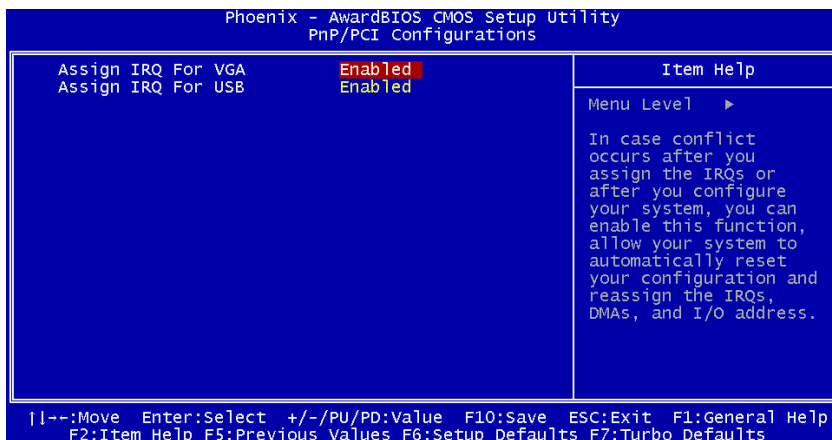 Phoenix - AwardBIOS CMOS Setup Utility
PnP/PCI Configurations
Assign IRQ For VGA Enabled
Assign IRQ For USB Enabled
Item Help
Menu Level ►
In case conflict
occurs after you
assign the IRQs or
after you configure
your system, you can
enable this function,
allow your system to
automatically reset
your configuration and
reassign the IRQs,
DMAs, and I/O address.
↑↓→←:Move Enter:Select +/-/PU/PD:Value F10:Save ESC:Exit F1:General Help
F2:Item Help F5:Previous Values F6:Setup Defaults F7:Turbo Defaults